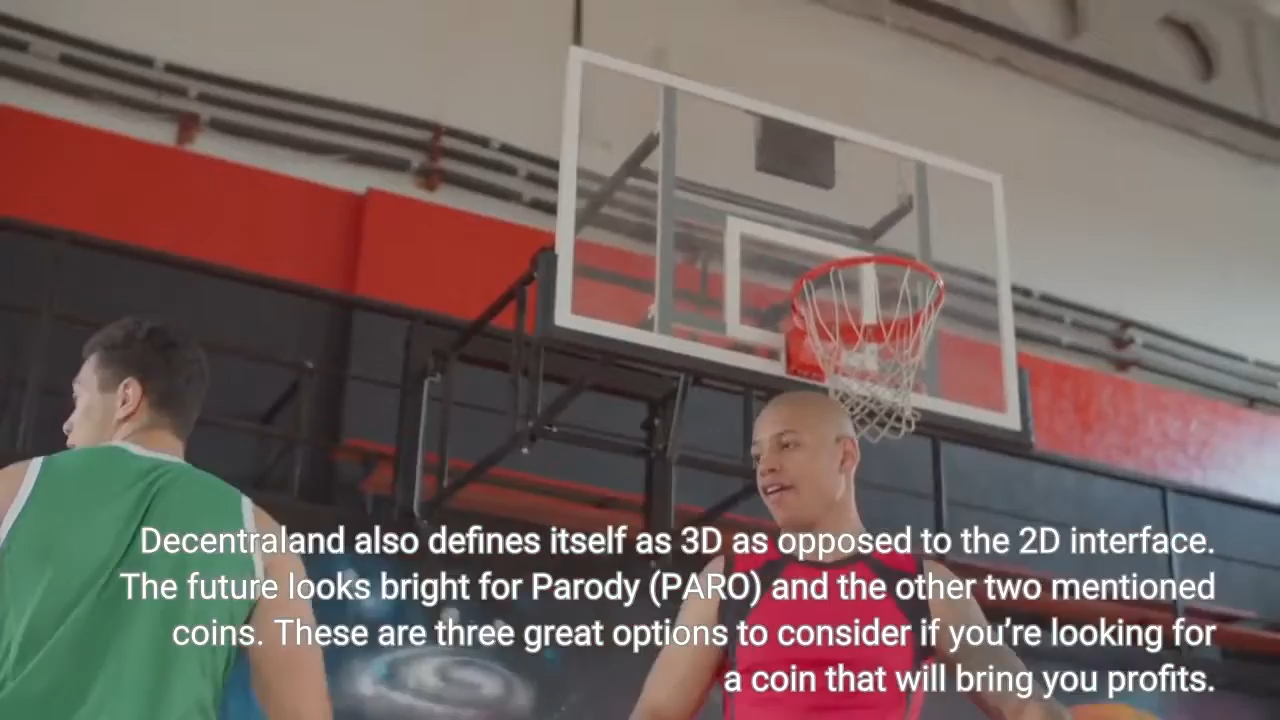 Decentraland also defines itself as 3D as opposed to the 2D interface.
The future looks bright for Parody (PARO) and the other two mentioned
coins. These are three great options to consider if you’re looking for
a coin that will bring you profits.